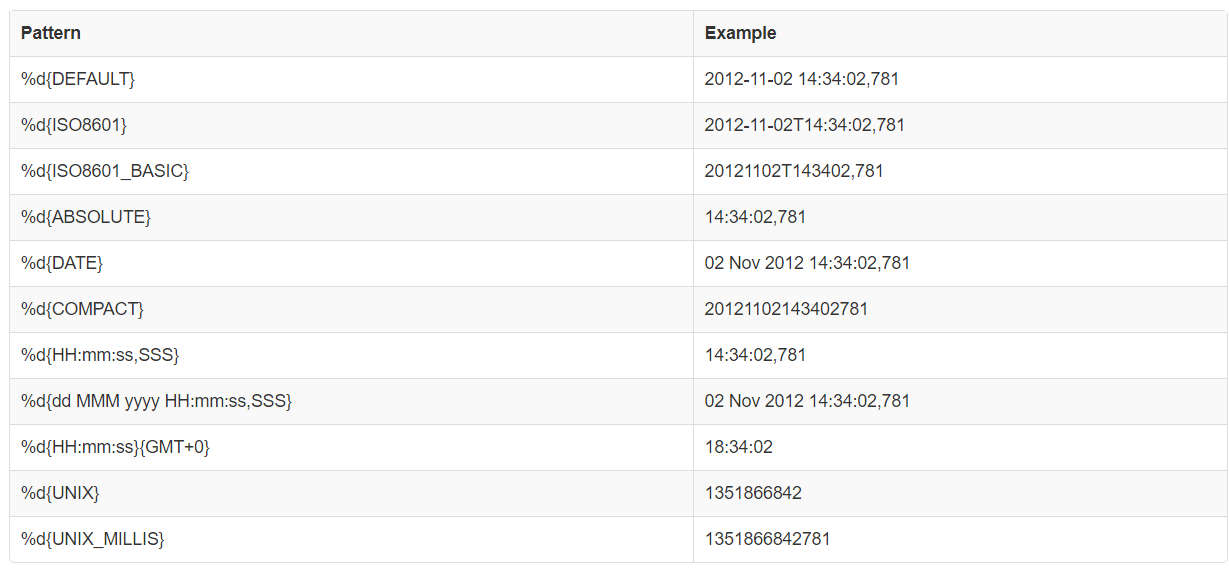 Pattern Example
%d{DEFAULT} 2012-11-02 14:34:02,781
%d{ISO8601} 2012-11-02T14:34:02,781
%d{ISO8601_BASIC} 20121102T143402,781
%d{ABSOLUTE} 14:34:02,781
%d{DATE} 02 Nov 2012 14:34:02,781
%d{COMPACT} 20121102143402781
%d{HH:mm:ss,SSS} 14:34:02,781
%d{dd MMM yyyy HH:mm:ss,SSS} 02 Nov 2012 14:34:02,781
%d{HH:mm:ss}{GMT+0} 18:34:02
%d{UNIX} 1351866842
%d{UNIX_MILLIS} 1351866842781